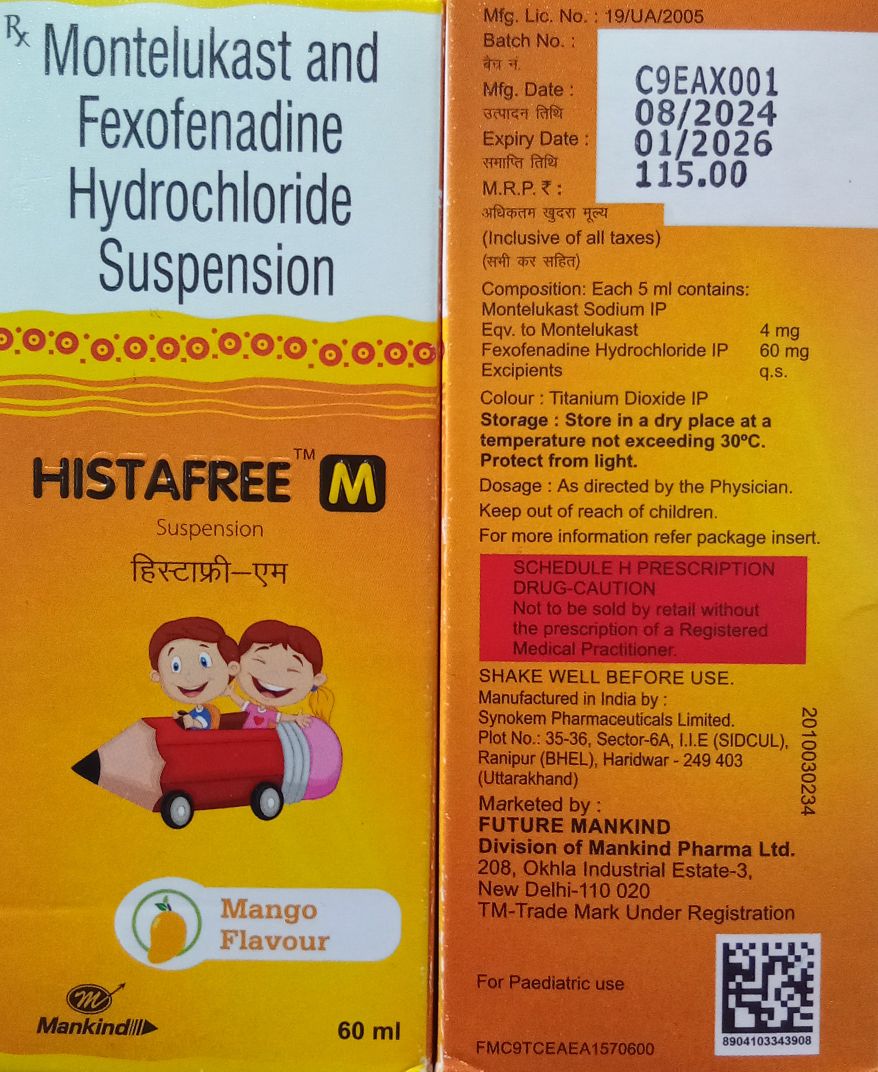 Rx
Montelukast and
Fexofenadine
Hydrochloride
Suspension
HISTAFREE™ M
Suspension
हिस्टाफ्री–एम
Mango
Flavour
m
Mankind
60 ml
Mfg. Lic. No. : 19/UA/2005
Batch No. :
बैच नं.
C9EAX001
Mfg. Date :
उत्पादन तिथि
08/2024
Expiry Date :
समाप्ति तिथि
01/2026
M.R.P. ₹ :
115.00
अधिकतम खुदरा मूल्य
(Inclusive of all taxes)
(सभी कर सहित)
Composition: Each 5 ml contains:
Montelukast Sodium IP
Eqv. to Montelukast 4 mg
Fexofenadine Hydrochloride IP 60 mg
Excipients q.s.
Colour : Titanium Dioxide IP
Storage : Store in a dry place at a
temperature not exceeding 30ºC.
Protect from light.
Dosage : As directed by the Physician.
Keep out of reach of children.
For more information refer package insert.
SCHEDULE H PRESCRIPTION
DRUG-CAUTION
Not to be sold by retail without
the prescription of a Registered
Medical Practitioner.
SHAKE WELL BEFORE USE.
Manufactured in India by :
Synokem Pharmaceuticals Limited.
Plot No.: 35-36, Sector-6A, I.I.E (SIDCUL),
Ranipur (BHEL), Haridwar - 249 403
(Uttarakhand)
2010030234
Marketed by :
FUTURE MANKIND
Division of Mankind Pharma Ltd.
208, Okhla Industrial Estate-3,
New Delhi-110 020
TM-Trade Mark Under Registration
For Paediatric use
8904103343908
FMC9TCEAEA1570600